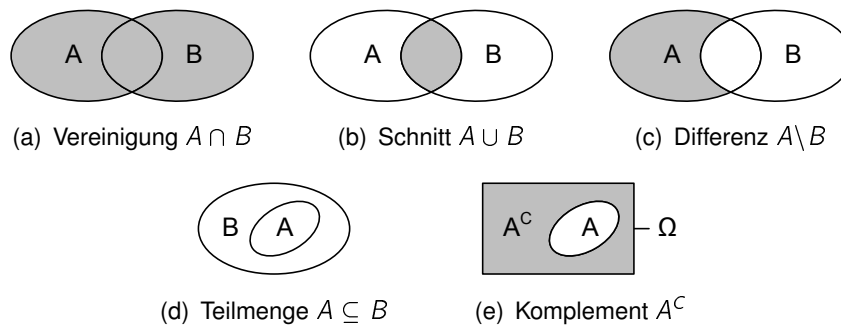 A B A B A B
(a) Vereinigung A ∩ B (b) Schnitt A ∪ B (c) Differenz A\B
B A A^C A Ω
(d) Teilmenge A ⊆ B (e) Komplement A^C